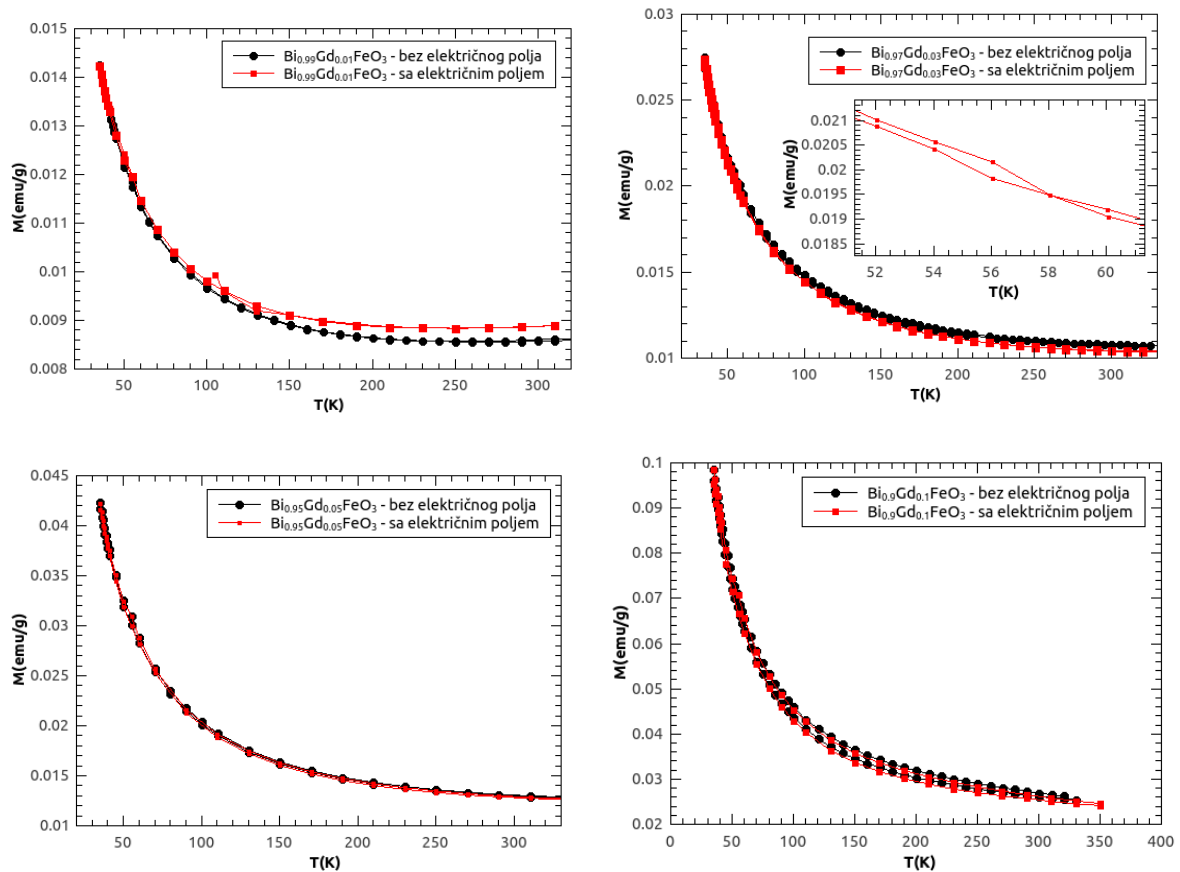 0.015
0.014
0.013
0.012
0.011
0.01
0.009
0.008
M(emu/g)
Bi₀.₉₉Gd₀.₀₁FeO₃ - bez električnog polja
Bi₀.₉₉Gd₀.₀₁FeO₃ - sa električnim poljem
50 100 150 200 250 300
T(K)
0.03
0.025
0.02
0.015
0.01
M(emu/g)
Bi₀.₉₇Gd₀.₀₃FeO₃ - bez električnog polja
Bi₀.₉₇Gd₀.₀₃FeO₃ - sa električnim poljem
0.021
0.0205
0.02
0.0195
0.019
0.0185
M(emu/g)
52 54 56 58 60
T(K)
50 100 150 200 250 300
T(K)
0.045
0.04
0.035
0.03
0.025
0.02
0.015
0.01
M(emu/g)
Bi₀.₉₅Gd₀.₀₅FeO₃ - bez električnog polja
Bi₀.₉₅Gd₀.₀₅FeO₃ - sa električnim poljem
50 100 150 200 250 300
T(K)
0.1
0.09
0.08
0.07
0.06
0.05
0.04
0.03
0.02
M(emu/g)
Bi₀.₉Gd₀.₁FeO₃ - bez električnog polja
Bi₀.₉Gd₀.₁FeO₃ - sa električnim poljem
0 50 100 150 200 250 300 350 400
T(K)